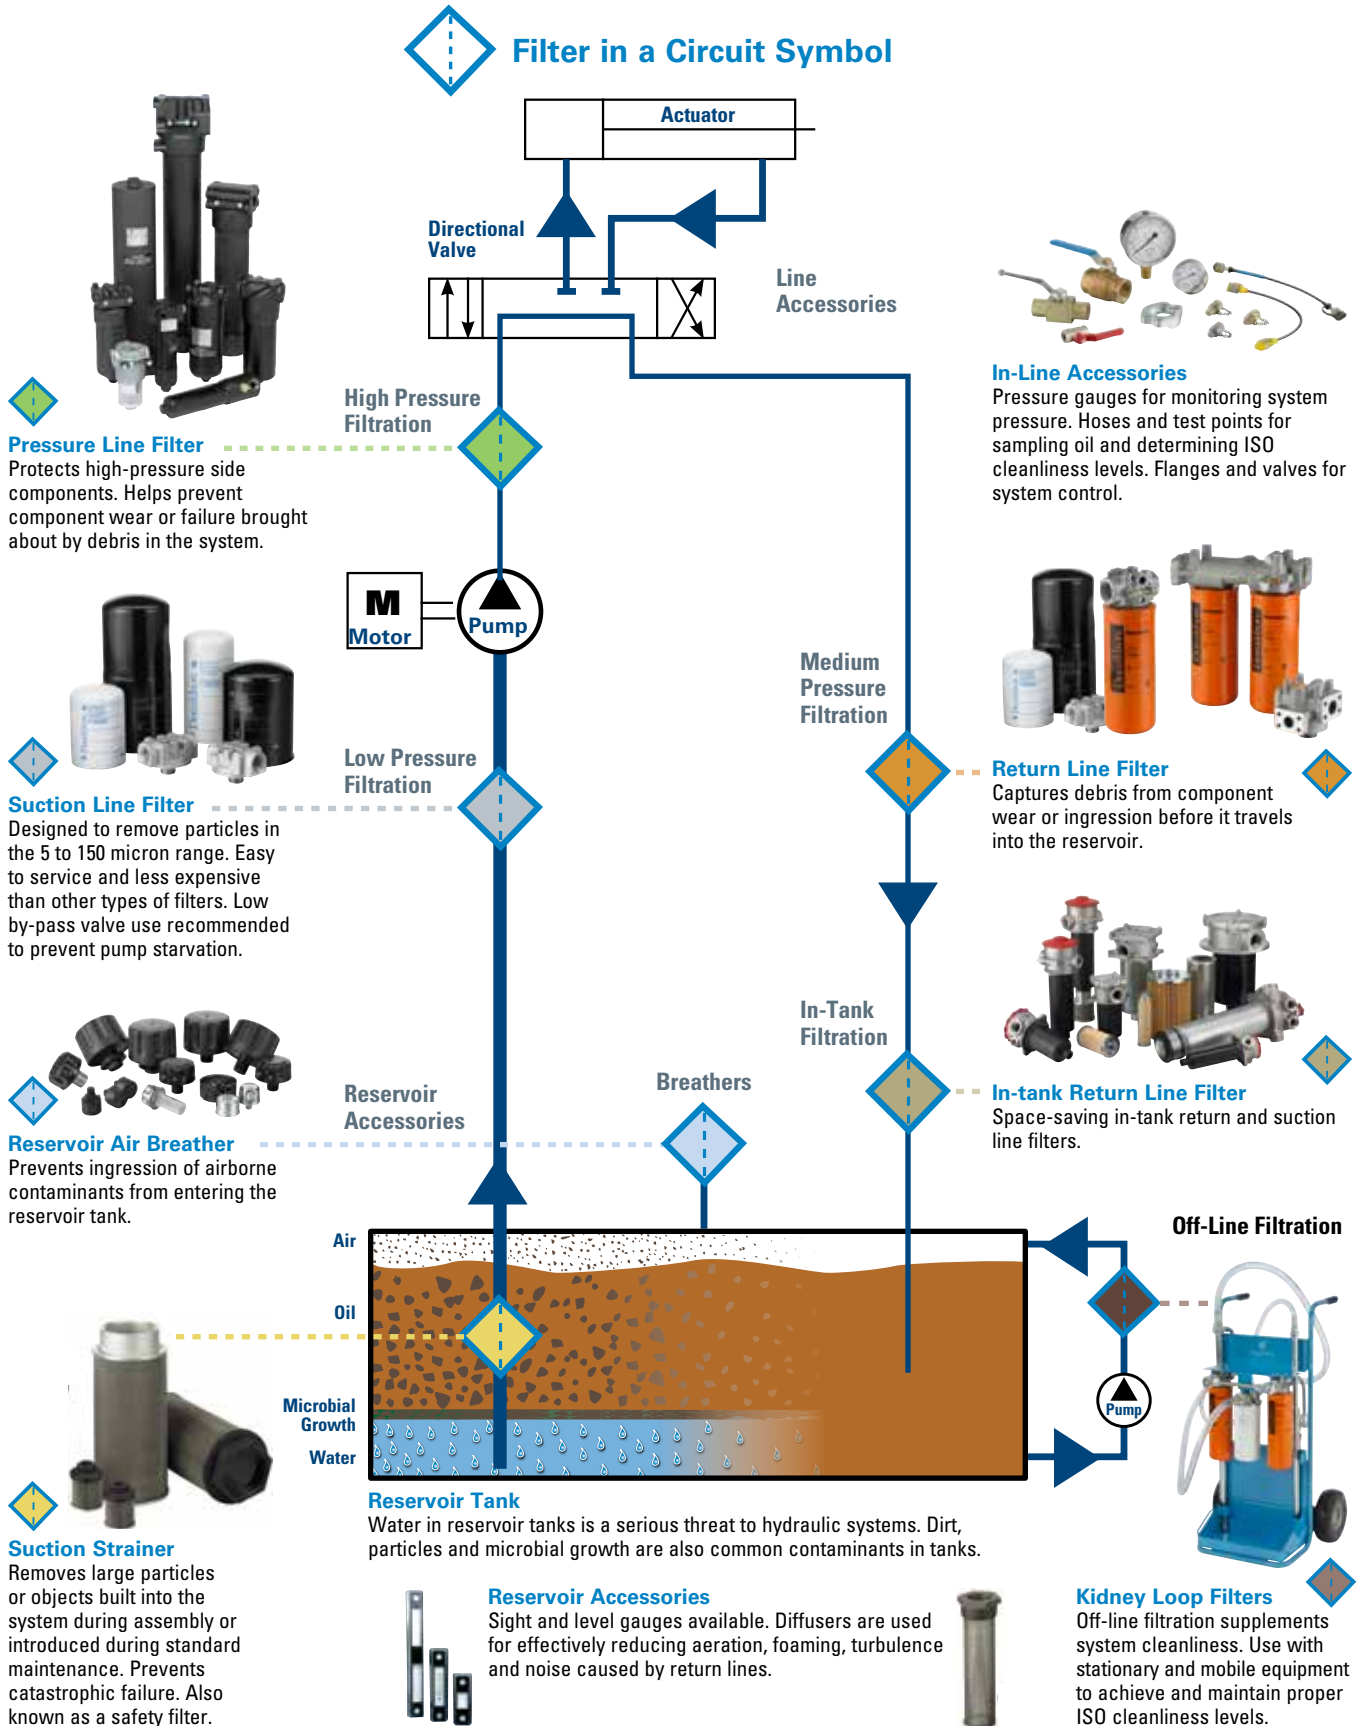 Filter in a Circuit Symbol
Actuator
Directional
Valve
Line
Accessories
In-Line Accessories
Pressure gauges for monitoring system
pressure. Hoses and test points for
sampling oil and determining ISO
cleanliness levels. Flanges and valves for
system control.
High Pressure
Filtration
Pressure Line Filter
Protects high-pressure side
components. Helps prevent
component wear or failure brought
about by debris in the system.
M
Motor
Pump
Medium
Pressure
Filtration
Low Pressure
Filtration
Return Line Filter
Captures debris from component
wear or ingression before it travels
into the reservoir.
Suction Line Filter
Designed to remove particles in
the 5 to 150 micron range. Easy
to service and less expensive
than other types of filters. Low
by-pass valve use recommended
to prevent pump starvation.
In-Tank
Filtration
Breathers
Reservoir
Accessories
In-tank Return Line Filter
Space-saving in-tank return and suction
line filters.
Reservoir Air Breather
Prevents ingression of airborne
contaminants from entering the
reservoir tank.
Off-Line Filtration
Air
Oil
Microbial
Growth
Water
Pump
Reservoir Tank
Water in reservoir tanks is a serious threat to hydraulic systems. Dirt,
particles and microbial growth are also common contaminants in tanks.
Suction Strainer
Removes large particles
or objects built into the
system during assembly or
introduced during standard
maintenance. Prevents
catastrophic failure. Also
known as a safety filter.
Reservoir Accessories
Sight and level gauges available. Diffusers are used
for effectively reducing aeration, foaming, turbulence
and noise caused by return lines.
Kidney Loop Filters
Off-line filtration supplements
system cleanliness. Use with
stationary and mobile equipment
to achieve and maintain proper
ISO cleanliness levels.